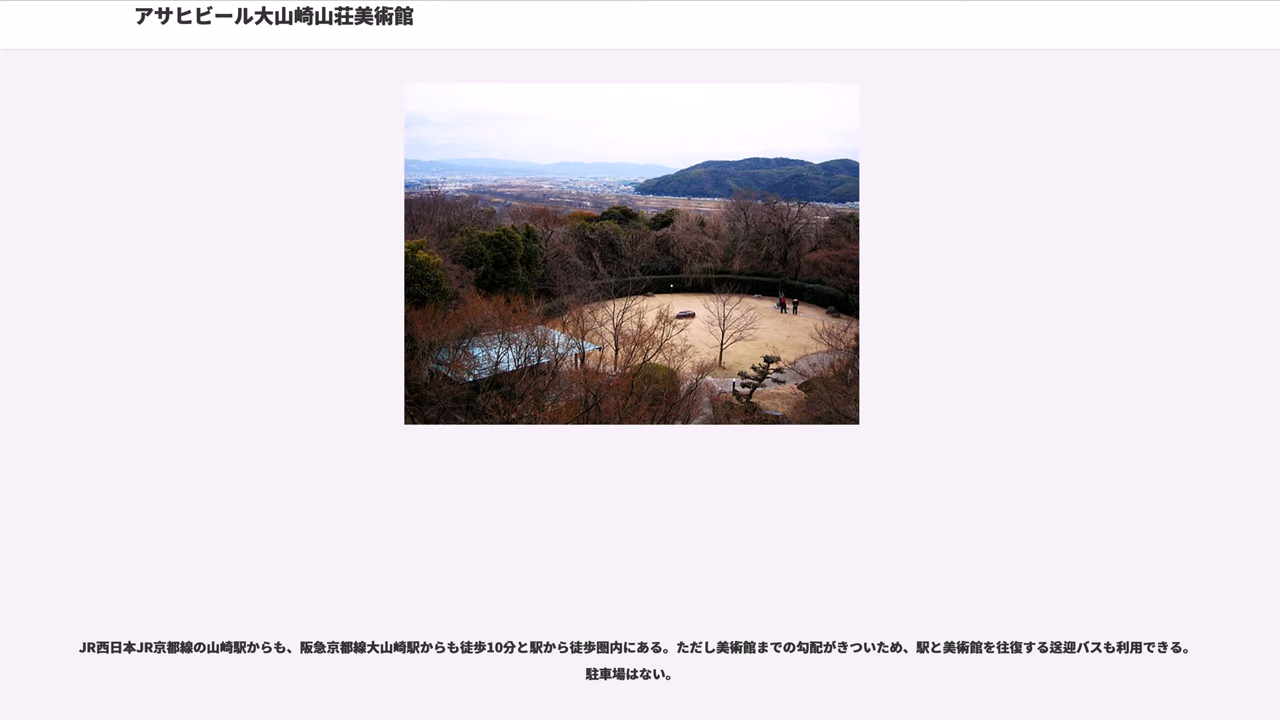 アサヒビール大山崎山荘美術館
JR西日本JR京都線の山崎駅からも、阪急京都線大山崎駅からも徒歩10分と駅から徒歩圏内にある。ただし美術館までの勾配がきついため、駅と美術館を往復する送迎バスも利用できる。
駐車場はない。